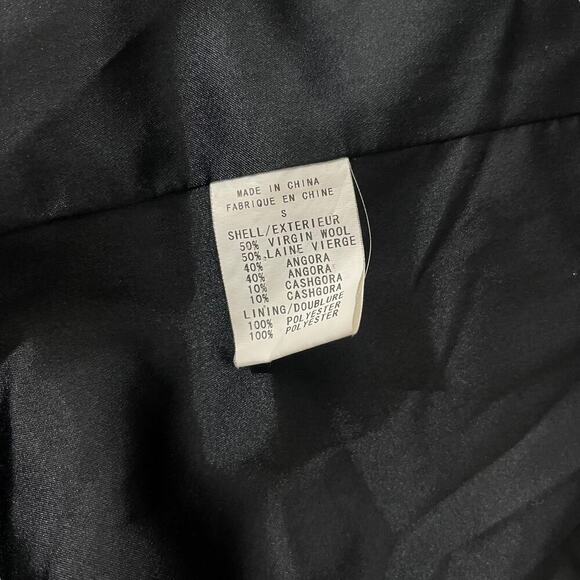 MADE IN CHINA
FABRIQUE EN CHINE
S
SHELL/EXTERIEUR
50% VIRGIN WOOL
50% LAINE VIERGE
40% ANGORA
40% ANGORA
10% CASHGORA
10% CASHGORA
LINING/DOUBLURE
100% POLYESTER
100% POLYESTER